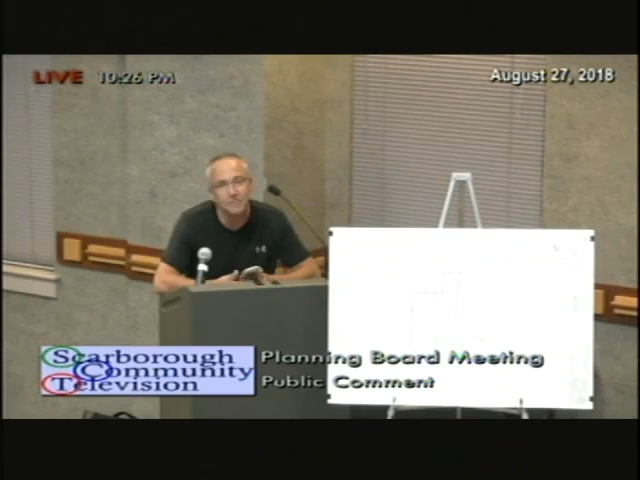 LIVE 10:26 PM
August 27, 2018
Scarborough
Community
Television
Planning Board Meeting
Public Comment